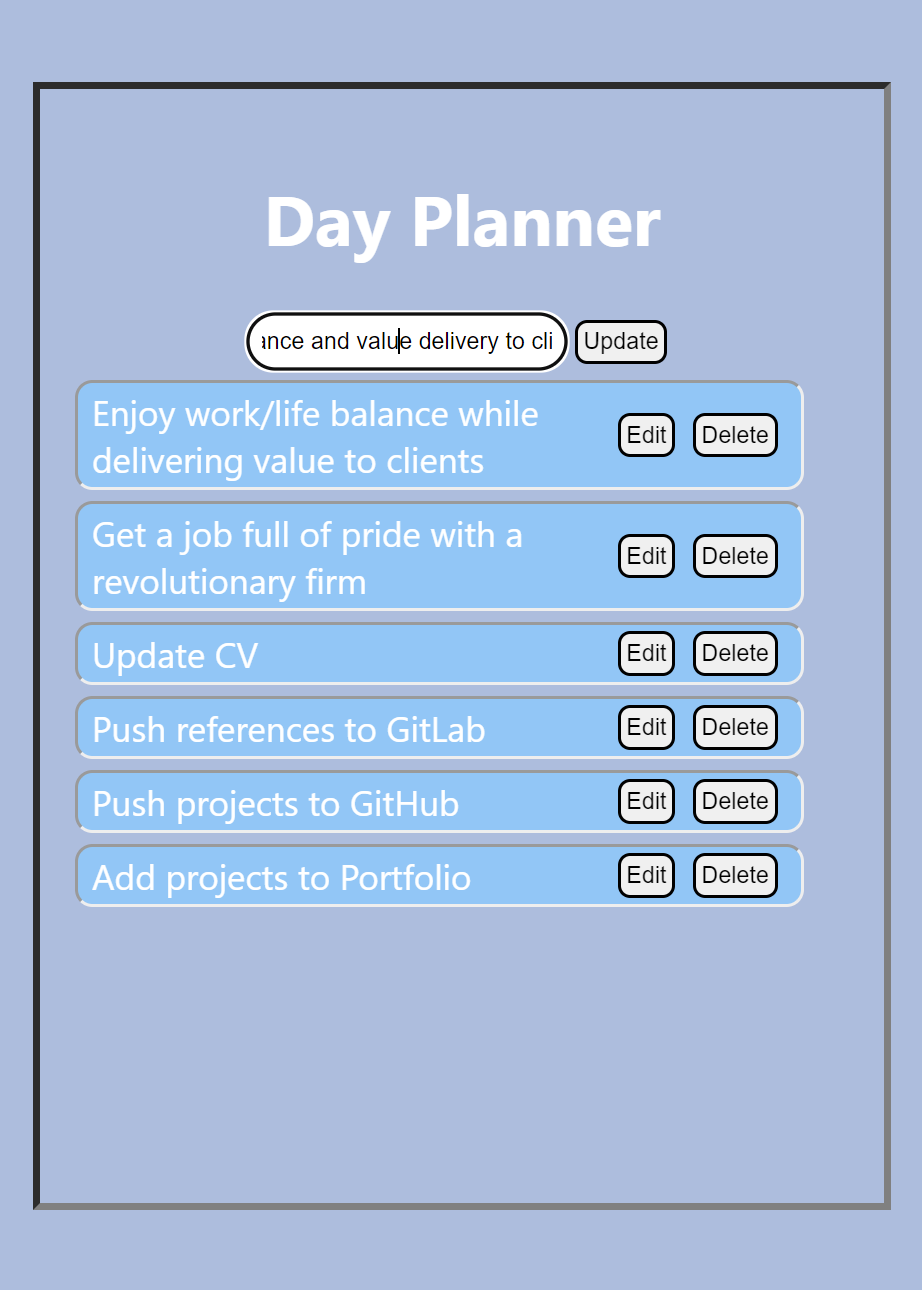 Day Planner
ance and value delivery to cli
Update
Enjoy work/life balance while
delivering value to clients
Edit Delete
Get a job full of pride with a
revolutionary firm
Edit Delete
Update CV Edit Delete
Push references to GitLab Edit Delete
Push projects to GitHub Edit Delete
Add projects to Portfolio Edit Delete